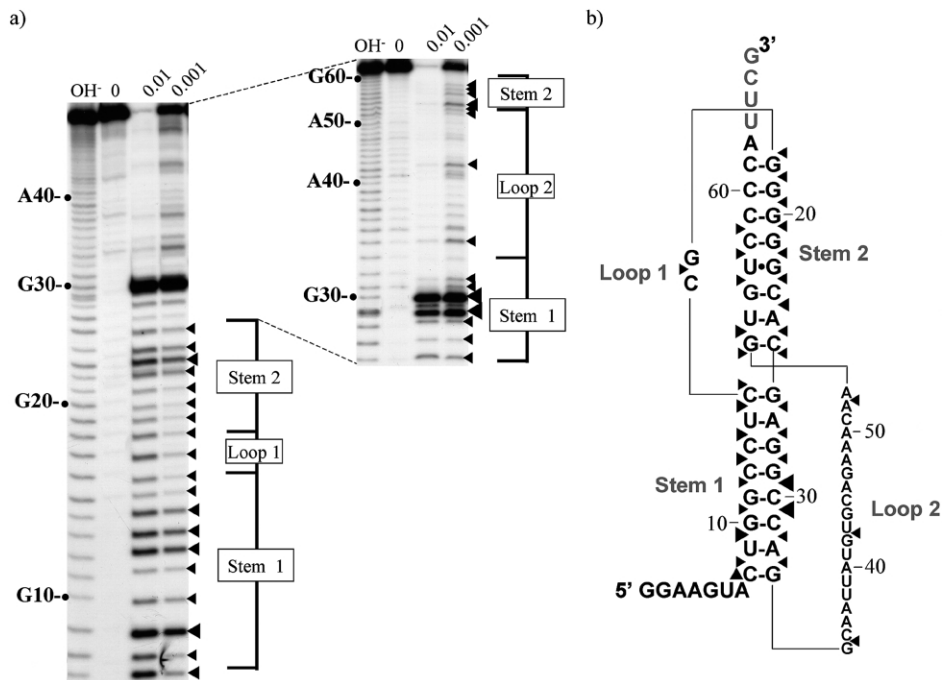 a)
OH- 0 0.01 0.001
A40-
G30-
G20-
G10-
Stem 2
Loop 1
Stem 1
OH- 0 0.01 0.001
G60-
A50-
A40-
G30-
Stem 2
Loop 2
Stem 1
b)
3’
G
C
U
U
A
C-G
60 C-G
C-G 20
C-G
U•G
G-C
U-A
G-C
Loop 1
G
C
Stem 2
C-G
U-A
C-G
C-G
G-C 30
10 G-C
U-A
C-G
Stem 1
5’ GGAAGUA
A
A
C
A
A
A
G
A
C
G
U
G
U
A
U
U
A
A
C
G
50
40
Loop 2